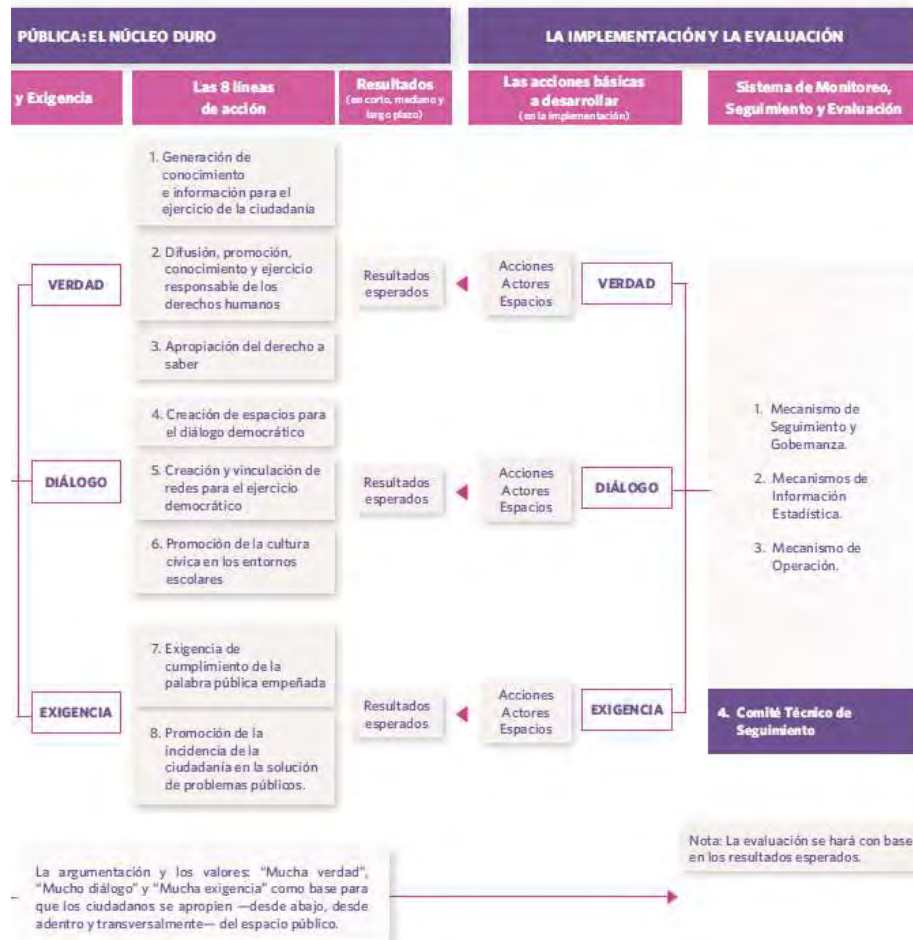 PÚBLICA: EL NÚCLEO DURO
LA IMPLEMENTACIÓN Y LA EVALUACIÓN
y Exigencia
Las 8 líneas
de acción
Resultados
(en corto, mediano y
largo plazo)
Las acciones básicas
a desarrollar
(en la implementación)
Sistema de Monitoreo,
Seguimiento y Evaluación
1. Generación de
conocimiento
e información para el
ejercicio de la ciudadanía
VERDAD
2. Difusión, promoción,
conocimiento y ejercicio
responsable de los
derechos humanos
Resultados
esperados
Acciones
Actores
Espacios
VERDAD
3. Apropiación del derecho a
saber
4. Creación de espacios para
el diálogo democrático
DIÁLOGO
5. Creación y vinculación de
redes para el ejercicio
democrático
Resultados
esperados
Acciones
Actores
Espacios
DIÁLOGO
6. Promoción de la cultura
cívica en los entornos
escolares
1. Mecanismo de
Seguimiento y
Gobernanza.
2. Mecanismos de
Información
Estadística.
3. Mecanismo de
Operación.
7. Exigencia de
cumplimiento de la
palabra pública empeñada
EXIGENCIA
8. Promoción de la
incidencia de la
ciudadanía en la solución
de problemas públicos.
Resultados
esperados
Acciones
Actores
Espacios
EXIGENCIA
4. Comité Técnico de
Seguimiento
La argumentación y los valores: “Mucha verdad”,
“Mucho diálogo” y “Mucha exigencia” como base para
que los ciudadanos se apropien —desde abajo, desde
adentro y transversalmente— del espacio público.
Nota: La evaluación se hará con base
en los resultados esperados.